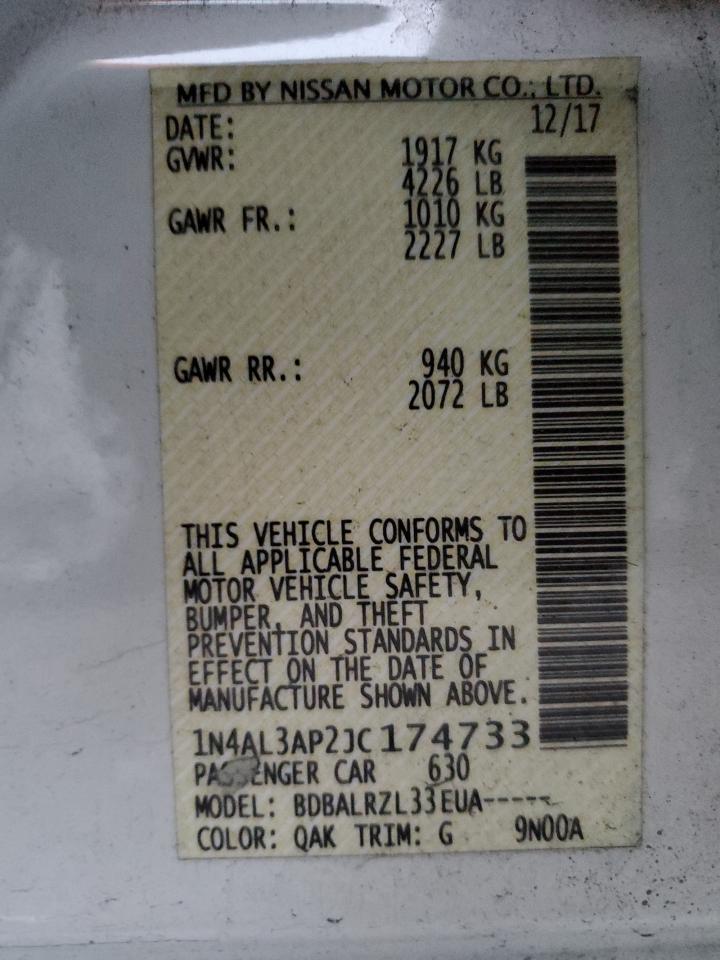 MFD BY NISSAN MOTOR CO., LTD.
DATE: 12/17
GVWR: 1917 KG
4226 LB
GAWR FR.: 1010 KG
2227 LB
GAWR RR.: 940 KG
2072 LB
THIS VEHICLE CONFORMS TO
ALL APPLICABLE FEDERAL
MOTOR VEHICLE SAFETY,
BUMPER, AND THEFT
PREVENTION STANDARDS IN
EFFECT ON THE DATE OF
MANUFACTURE SHOWN ABOVE.
1N4AL3AP2JC174733
PASSENGER CAR 630
MODEL: BDBALRZL33EUA-----
COLOR: QAK TRIM: G 9N00A